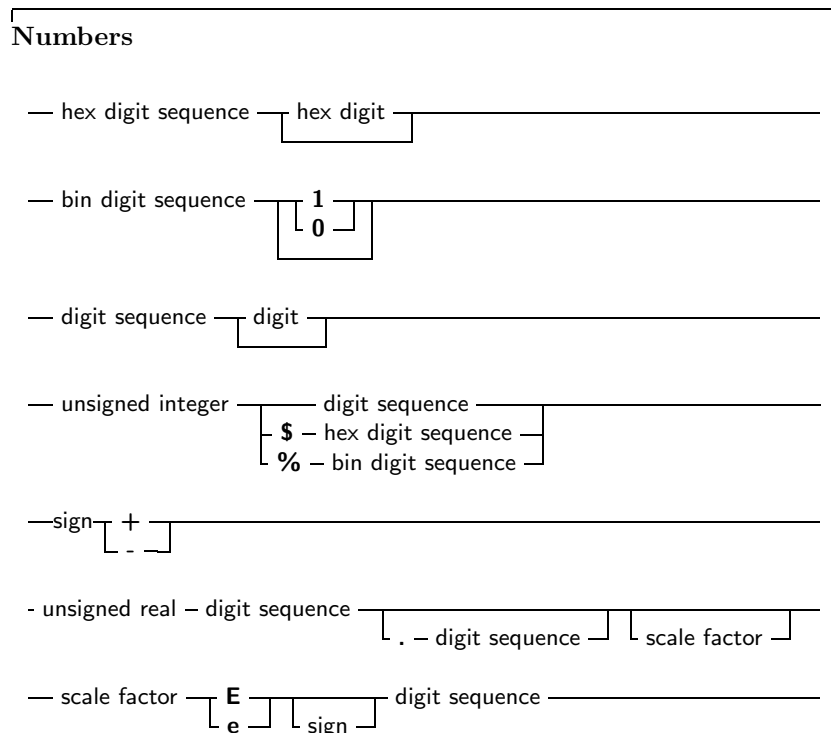 Numbers
hex digit sequence hex digit
bin digit sequence 1
0
digit sequence digit
unsigned integer digit sequence
$ hex digit sequence
% bin digit sequence
sign +
-
unsigned real digit sequence
. digit sequence scale factor
scale factor E digit sequence
e sign